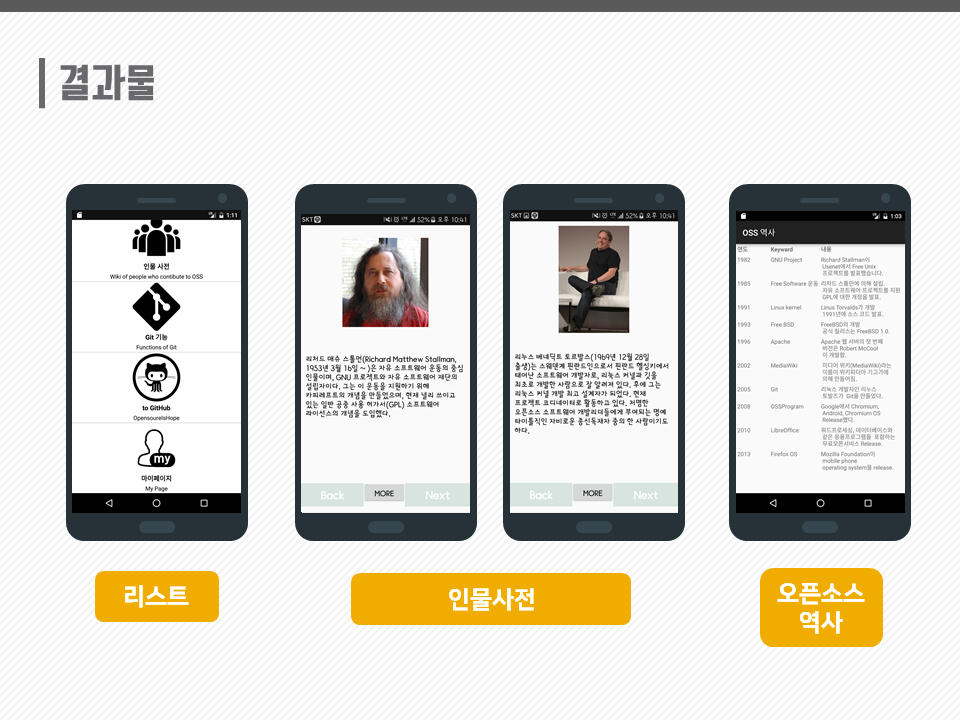 결과물
1:11
인물 사전
Wiki of people who contibute to OSS
Git 기능
Functions of Git
to GitHub
OpensoureIsHope
my
마이페이지
My Page
리스트
SKT
52% 오후 10:41
리처드 매슈 스톨먼(Richard Matthew Stallman,
1953년 3월 16일 ~ )은 자유 소프트웨어 운동의 중심
인물이며, GNU 프로젝트와 자유 소프트웨어 재단의
설립자이다. 그는 이 운동을 지원하기 위해
카피레프트의 개념을 만들었으며, 현재 널리 쓰이고
있는 일반 공중 사용 허가서(GPL) 소프트웨어
라이선스의 개념을 도입했다.
Back
MORE
Next
SKT
52% 오후 10:41
리누스 베네딕트 토르발스(1969년 12월 28일
출생)는 스웨덴계 핀란드인으로서 핀란드 헬싱키에서
태어난 소프트웨어 개발자로, 리눅스 커널과 깃을
최초로 개발한 사람으로 잘 알려져 있다. 후에 그는
리눅스 커널 개발 최고 설계자가 되었다. 현재
프로젝트 코디네이터로 활동하고 있다. 저명한
오픈소스 소프트웨어 개발리더들에게 부여되는 명예
타이틀직인 자비로운 종신독재자 중의 한 사람이기도
하다.
Back
MORE
Next
인물사전
1:03
OSS 역사
연도 Keyward 내용
1982 GNU Project Richard Stallman이
Usenet에서 Free Unix
프로젝트를 발표했습니다.
1985 Free Software 운동 리차드 스톨만에 의해 설립.
자유 소프트웨어 프로젝트를 지원
GPL에 대한 개정을 발표.
1991 Linux kernel Linus Torvalds가 개발
1991년에 소스 코드 발표.
1993 Free BSD FreeBSD의 개발
공식 릴리스는 FreeBSD 1.0.
1996 Apache Apache 웹 서버의 첫 번째
버전은 Robert McCool
이 개발함.
2002 MediaWiki 미디어 위키(MediaWiki)라는
이름이 위키피디아 기고가에
의해 만들어짐.
2005 Git 리눅스 개발자인 리누스
토발즈가 Git을 만들었다.
2008 OSSProgram Google에서 Chromium,
Android, Chromium OS
Release했다.
2010 LibreOffice 워드프로세싱, 데이터베이스와
같은 응용프로그램을 포함하는
무료오픈서비스 Release.
2013 Firefox OS Mozilla Foundation이
mobile phone
operating system을 release.
오픈소스
역사